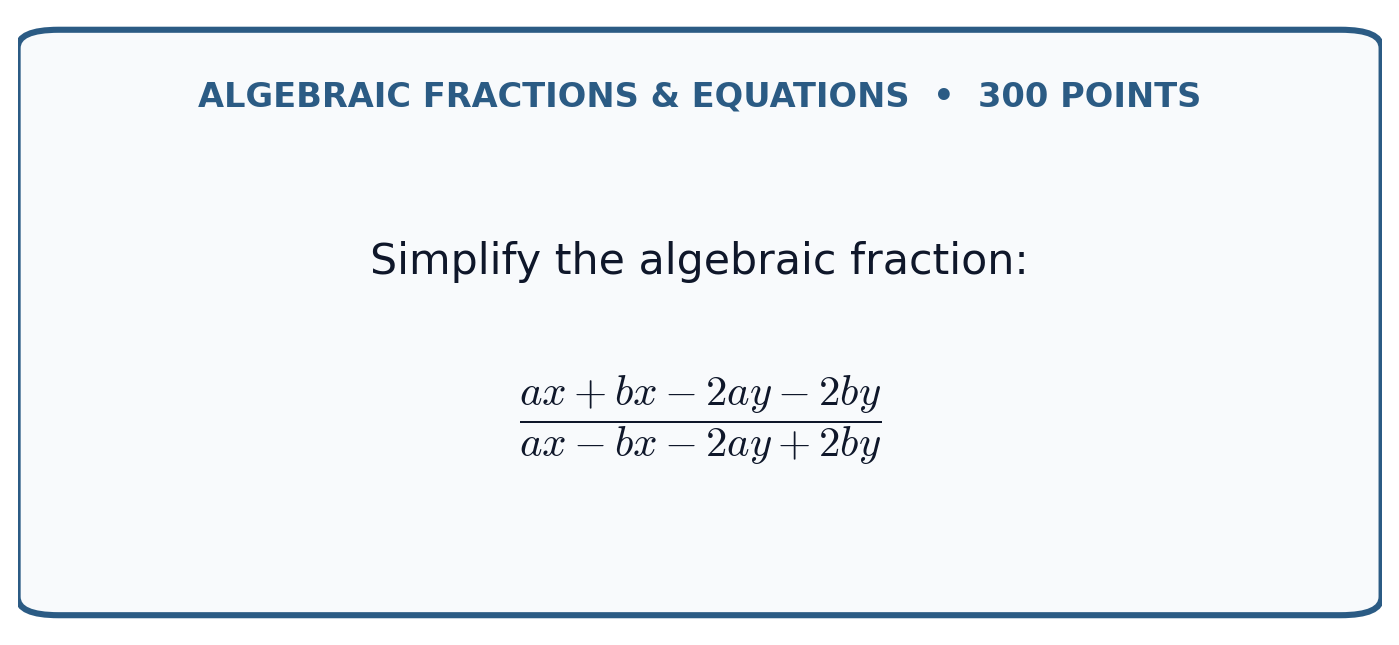 ALGEBRAIC FRACTIONS & EQUATIONS • 300 POINTS
Simplify the algebraic fraction:
ax + bx − 2ay − 2by
ax − bx − 2ay + 2by